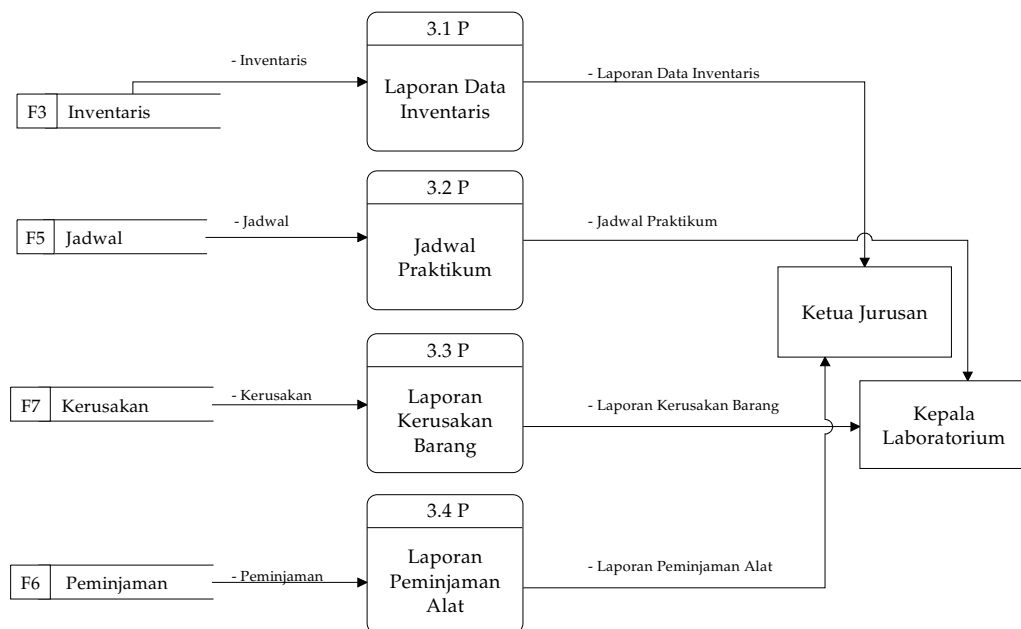 3.1 P
- Inventaris
- Laporan Data Inventaris
Laporan Data
Inventaris
F3 Inventaris
3.2 P
- Jadwal
- Jadwal Praktikum
F5 Jadwal
Jadwal
Praktikum
Ketua Jurusan
3.3 P
- Kerusakan
- Laporan Kerusakan Barang
F7 Kerusakan
Laporan
Kerusakan
Barang
Kepala
Laboratorium
3.4 P
- Peminjaman
- Laporan Peminjaman Alat
F6 Peminjaman
Laporan
Peminjaman
Alat